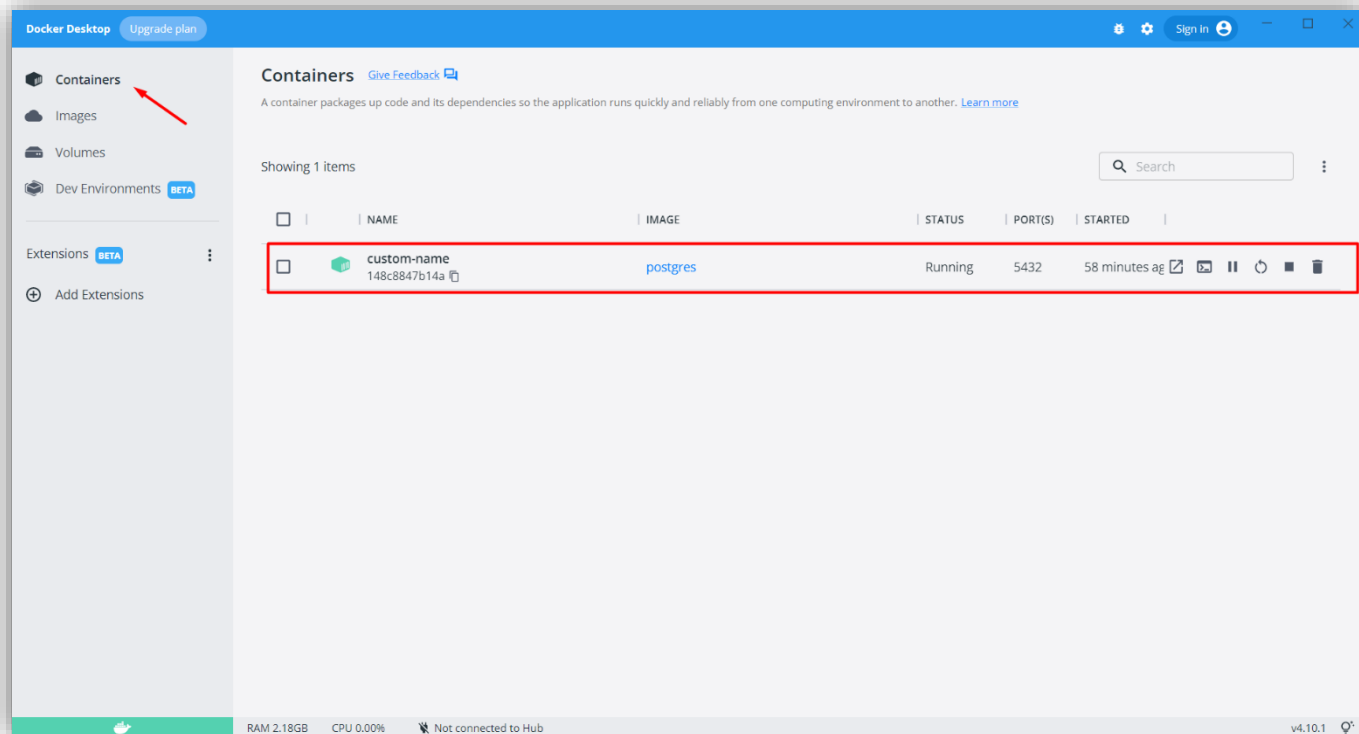 Docker Desktop Upgrade plan Sign in
Containers
Images
Volumes
Dev Environments BETA
Extensions BETA
Add Extensions
Containers Give Feedback
A container packages up code and its dependencies so the application runs quickly and reliably from one computing environment to another. Learn more
Showing 1 items Search
NAME IMAGE STATUS PORT(S) STARTED
custom-name
148c8847b14a postgres Running 5432 58 minutes ag
RAM 2.18GB CPU 0.00% Not connected to Hub v4.10.1